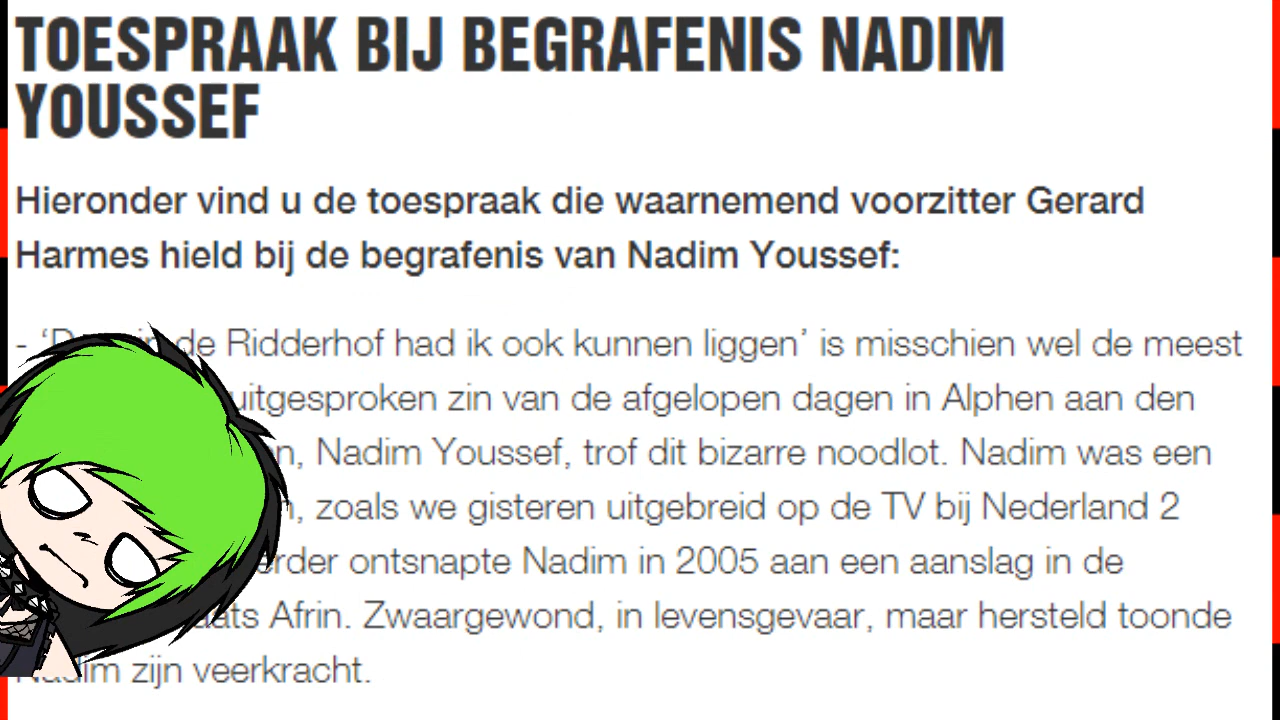 TOESPRAAK BIJ BEGRAFENIS NADIM
YOUSSEF
Hieronder vind u de toespraak die waarnemend voorzitter Gerard
Harmes hield bij de begrafenis van Nadim Youssef:
- de Ridderhof had ik ook kunnen liggen’ is misschien wel de meest
uitgesproken zin van de afgelopen dagen in Alphen aan den
Nadim Youssef, trof dit bizarre noodlot. Nadim was een
zoals we gisteren uitgebreid op de TV bij Nederland 2
ontsnapte Nadim in 2005 aan een aanslag in de
Afrin. Zwaargewond, in levensgevaar, maar hersteld toonde
Nadim zijn veerkracht.